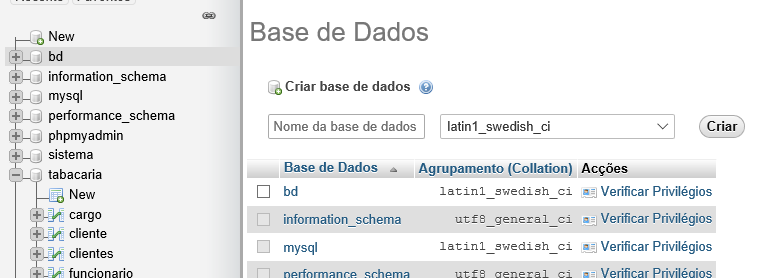 Recente Favoritos
New
bd
information_schema
mysql
performance_schema
phpmyadmin
sistema
tabacaria
New
cargo
cliente
clientes
funcionario
Base de Dados
Criar base de dados
Nome da base de dados
latin1_swedish_ci
Criar
Base de Dados Agrupamento (Collation) Acções
bd latin1_swedish_ci Verificar Privilégios
information_schema utf8_general_ci Verificar Privilégios
mysql latin1_swedish_ci Verificar Privilégios
performance_schema utf8_general_ci Verificar Privilégios